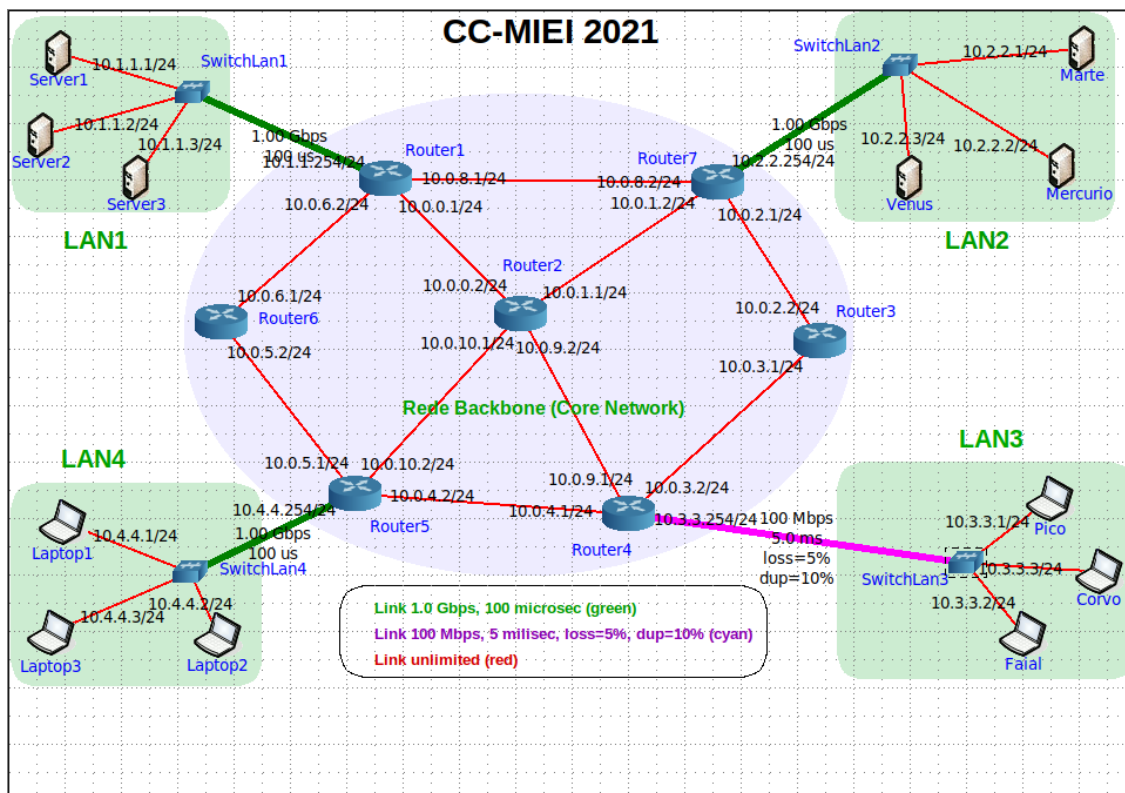 CC-MIEI 2021
Server1
10.1.1.1/24
SwitchLan1
10.1.1.2/24
Server2
10.1.1.3/24
Server3
LAN1
1.00 Gbps
100 us
10.1.1.254/24
Router1
10.0.8.1/24
10.0.6.2/24
10.0.0.1/24
SwitchLan2
10.2.2.1/24
Marte
10.2.2.3/24
10.2.2.2/24
Venus
Mercurio
LAN2
1.00 Gbps
100 us
10.2.2.254/24
Router7
10.0.8.2/24
10.0.1.2/24
10.0.2.1/24
Router2
10.0.0.2/24
10.0.1.1/24
10.0.10.1/24
10.0.9.2/24
10.0.6.1/24
Router6
10.0.5.2/24
10.0.2.2/24
Router3
10.0.3.1/24
Rede Backbone (Core Network)
LAN4
10.0.5.1/24
10.0.10.2/24
10.4.4.254/24
10.0.4.2/24
Router5
1.00 Gbps
100 us
SwitchLan4
10.4.4.1/24
Laptop1
10.4.4.2/24
10.4.4.3/24
Laptop3
Laptop2
10.0.9.1/24
10.0.3.2/24
10.0.4.1/24
10.3.3.254/24
Router4
100 Mbps
5.0 ms
loss=5%
dup=10%
LAN3
10.3.3.1/24
Pico
SwitchLan3
10.3.3.3/24
Corvo
10.3.3.2/24
Faial
Link 1.0 Gbps, 100 microsec (green)
Link 100 Mbps, 5 milisec, loss=5%, dup=10% (cyan)
Link unlimited (red)